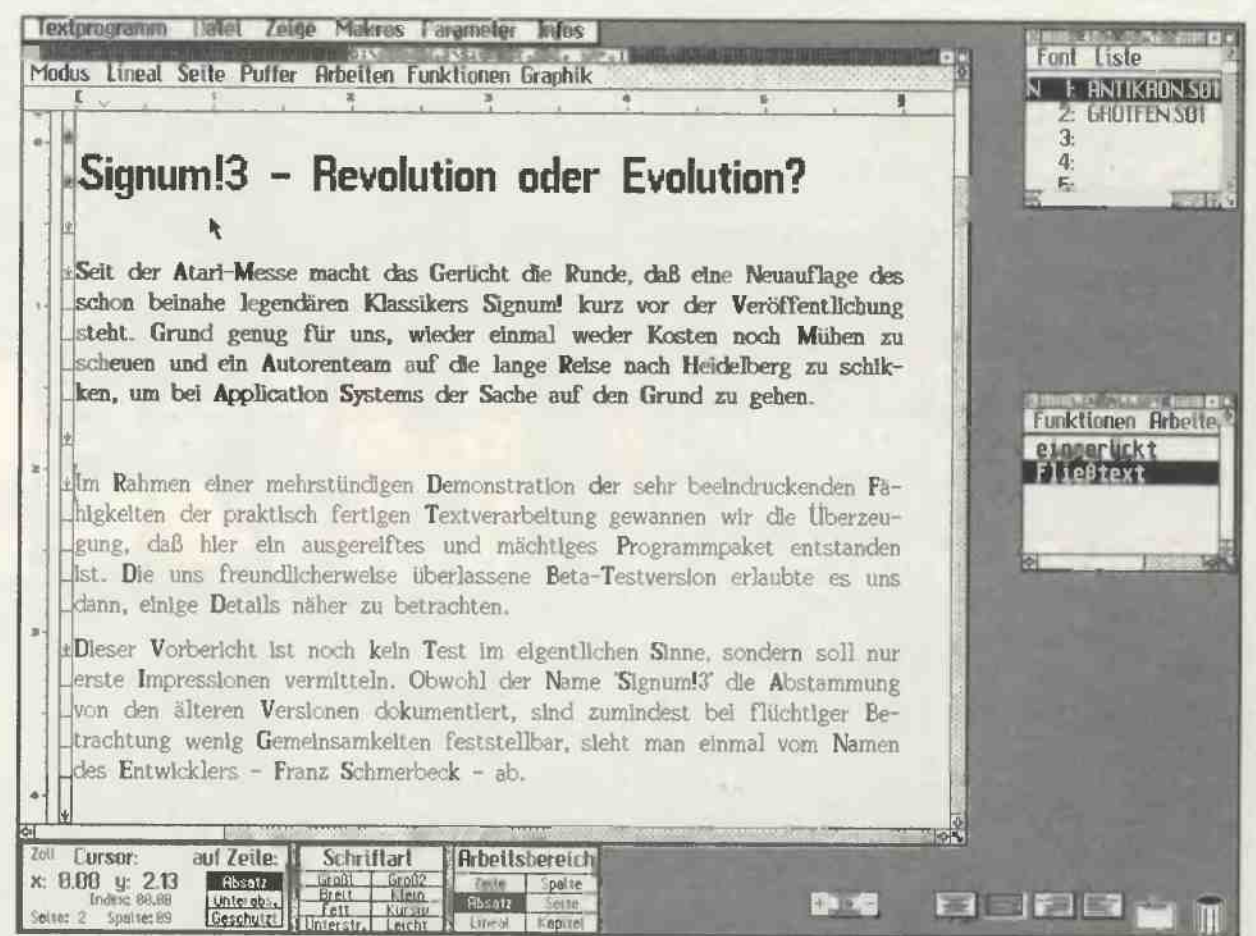 Textprogramm Datei Zeige Makros Parameter Infos
Modus Lineal Seite Puffer Arbeiten Funktionen Graphik
Signum!3 – Revolution oder Evolution?
Seit der Atari-Messe macht das Gerücht die Runde, daß eine Neuauflage des
schon beinahe legendären Klassikers Signum! kurz vor der Veröffentlichung
steht. Grund genug für uns, wieder einmal weder Kosten noch Mühen zu
scheuen und ein Autorenteam auf die lange Reise nach Heidelberg zu schik-
ken, um bei Application Systems der Sache auf den Grund zu gehen.
Im Rahmen einer mehrstündigen Demonstration der sehr beeindruckenden Fä-
higkeiten der praktisch fertigen Textverarbeitung gewannen wir die Überzeu-
gung, daß hier ein ausgereiftes und mächtiges Programmpaket entstanden
ist. Die uns freundlicherweise überlassene Beta-Testversion erlaubte es uns
dann, einige Details näher zu betrachten.
Dieser Vorbericht ist noch kein Test im eigentlichen Sinne, sondern soll nur
erste Impressionen vermitteln. Obwohl der Name 'Signum!3' die Abstammung
von den älteren Versionen dokumentiert, sind zumindest bei flüchtiger Be-
trachtung wenig Gemeinsamkeiten feststellbar, sieht man einmal vom Namen
des Entwicklers – Franz Schmerbeck – ab.
Font Liste
N 1: ANTIKRON.S01
2: GROTFEN.S01
3:
4:
5:
Funktionen Arbeite
eingerückt
Fließtext
Zoll Cursor: auf Zeile:
x: 0.00 y: 2.13 Absatz
Index: 00.00 Unterabs.
Seite: 2 Spalte: 09 Geschützt
Schriftart
Groß1 Groß2
Breit Klein
Fett Kursiv
Unterstr. Leicht
Arbeitsbereich
Zeile Spalte
Absatz Seite
Lineal Kapitel